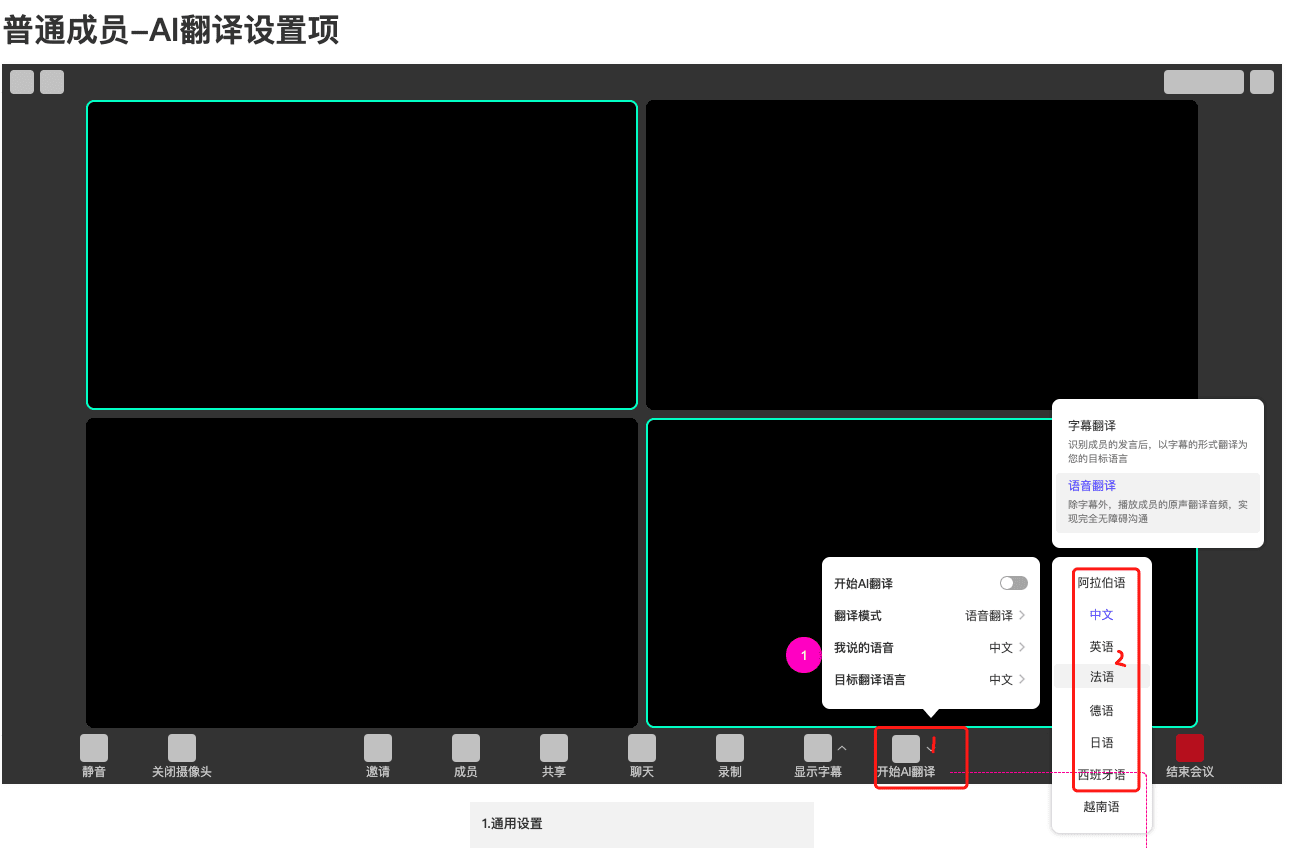 普通成员–AI翻译设置项
字幕翻译
识别成员的发言后，以字幕的形式翻译为
您的目标语言
语音翻译
除字幕外，播放成员的原声翻译音频，实
现完全无障碍沟通
开始AI翻译
翻译模式 语音翻译
我说的语音 中文
目标翻译语言 中文
1
阿拉伯语
中文
英语
2
法语
德语
日语
西班牙语
越南语
1
静音
关闭摄像头
邀请
成员
共享
聊天
录制
显示字幕
开始AI翻译
结束会议
1.通用设置